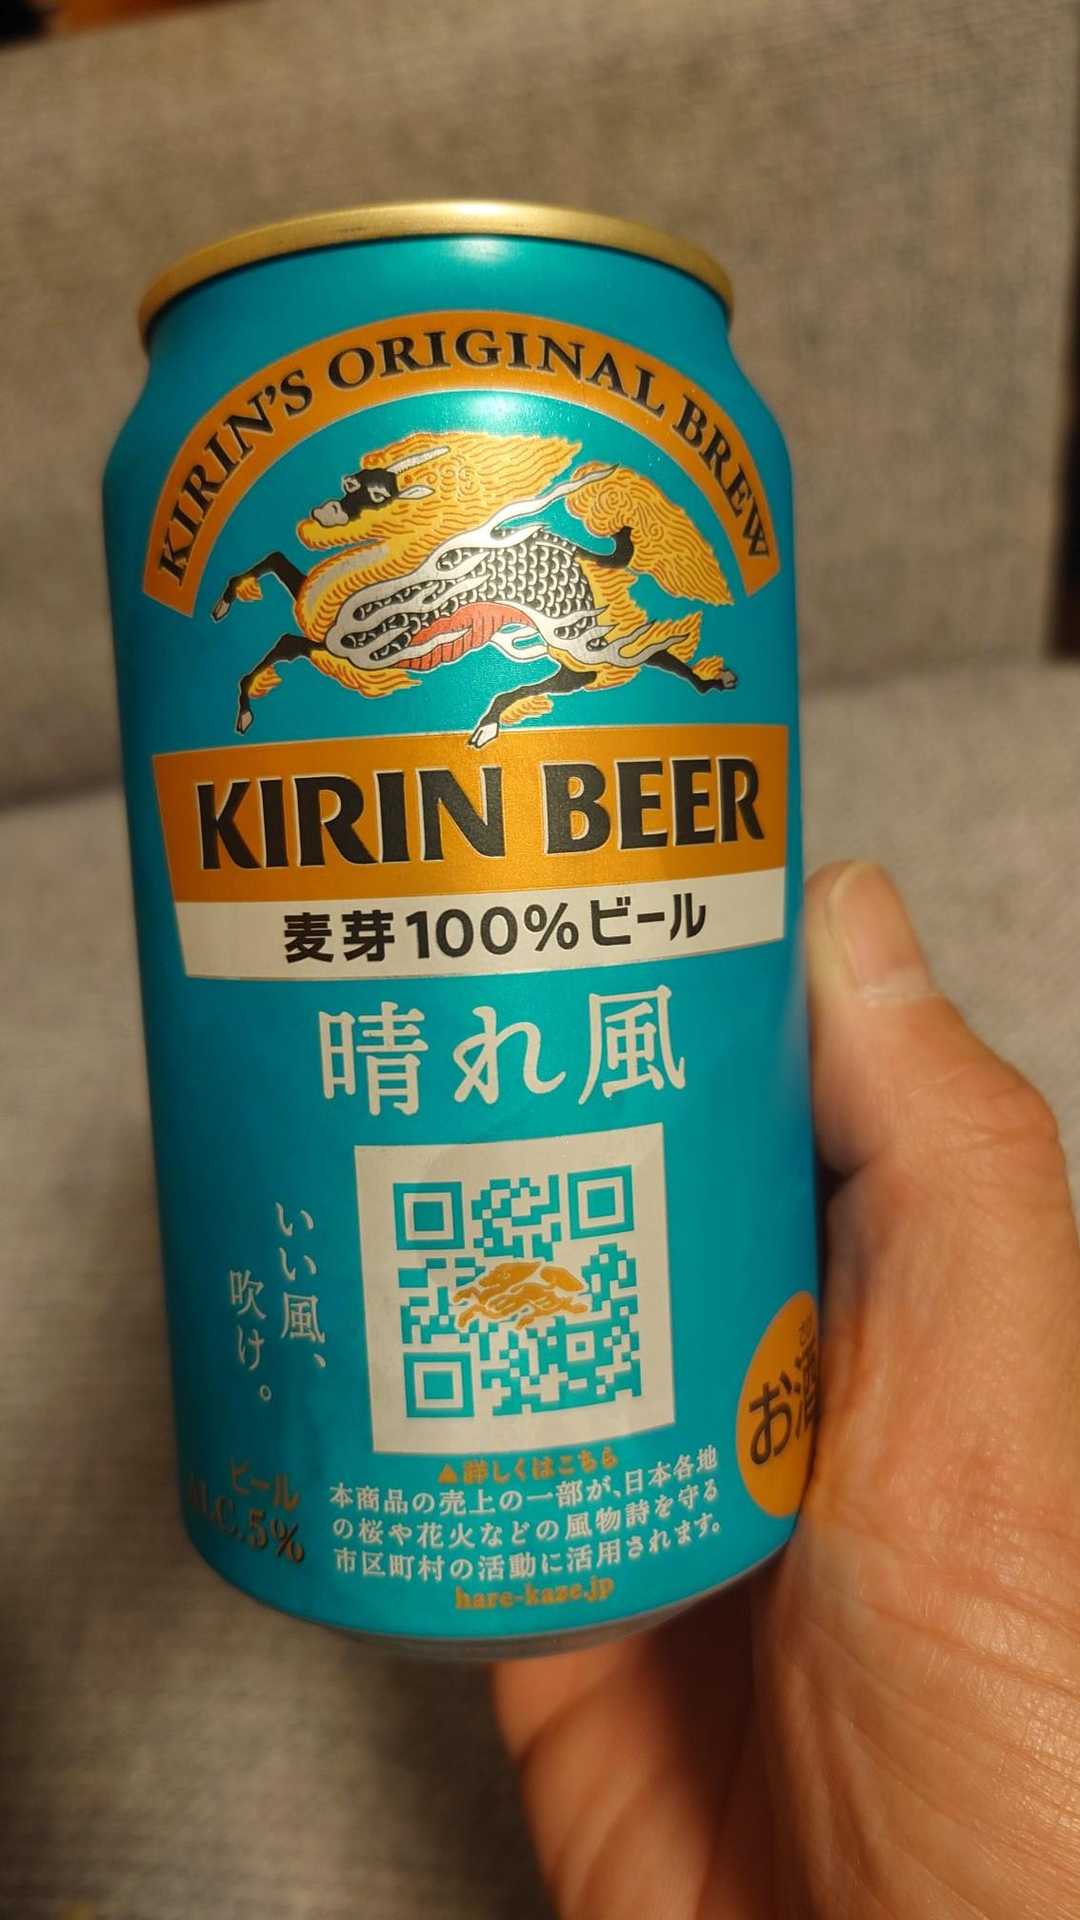 KIRIN'S ORIGINAL BREW
KIRIN BEER
麦芽100%ビール
晴れ風
いい風、
吹け。
▲詳しくはこちら
本商品の売上の一部が、日本各地
の桜や花火などの風物詩を守る
市区町村の活動に活用されます。
hare-kaze.jp
ビール
ALC.5%
お酒